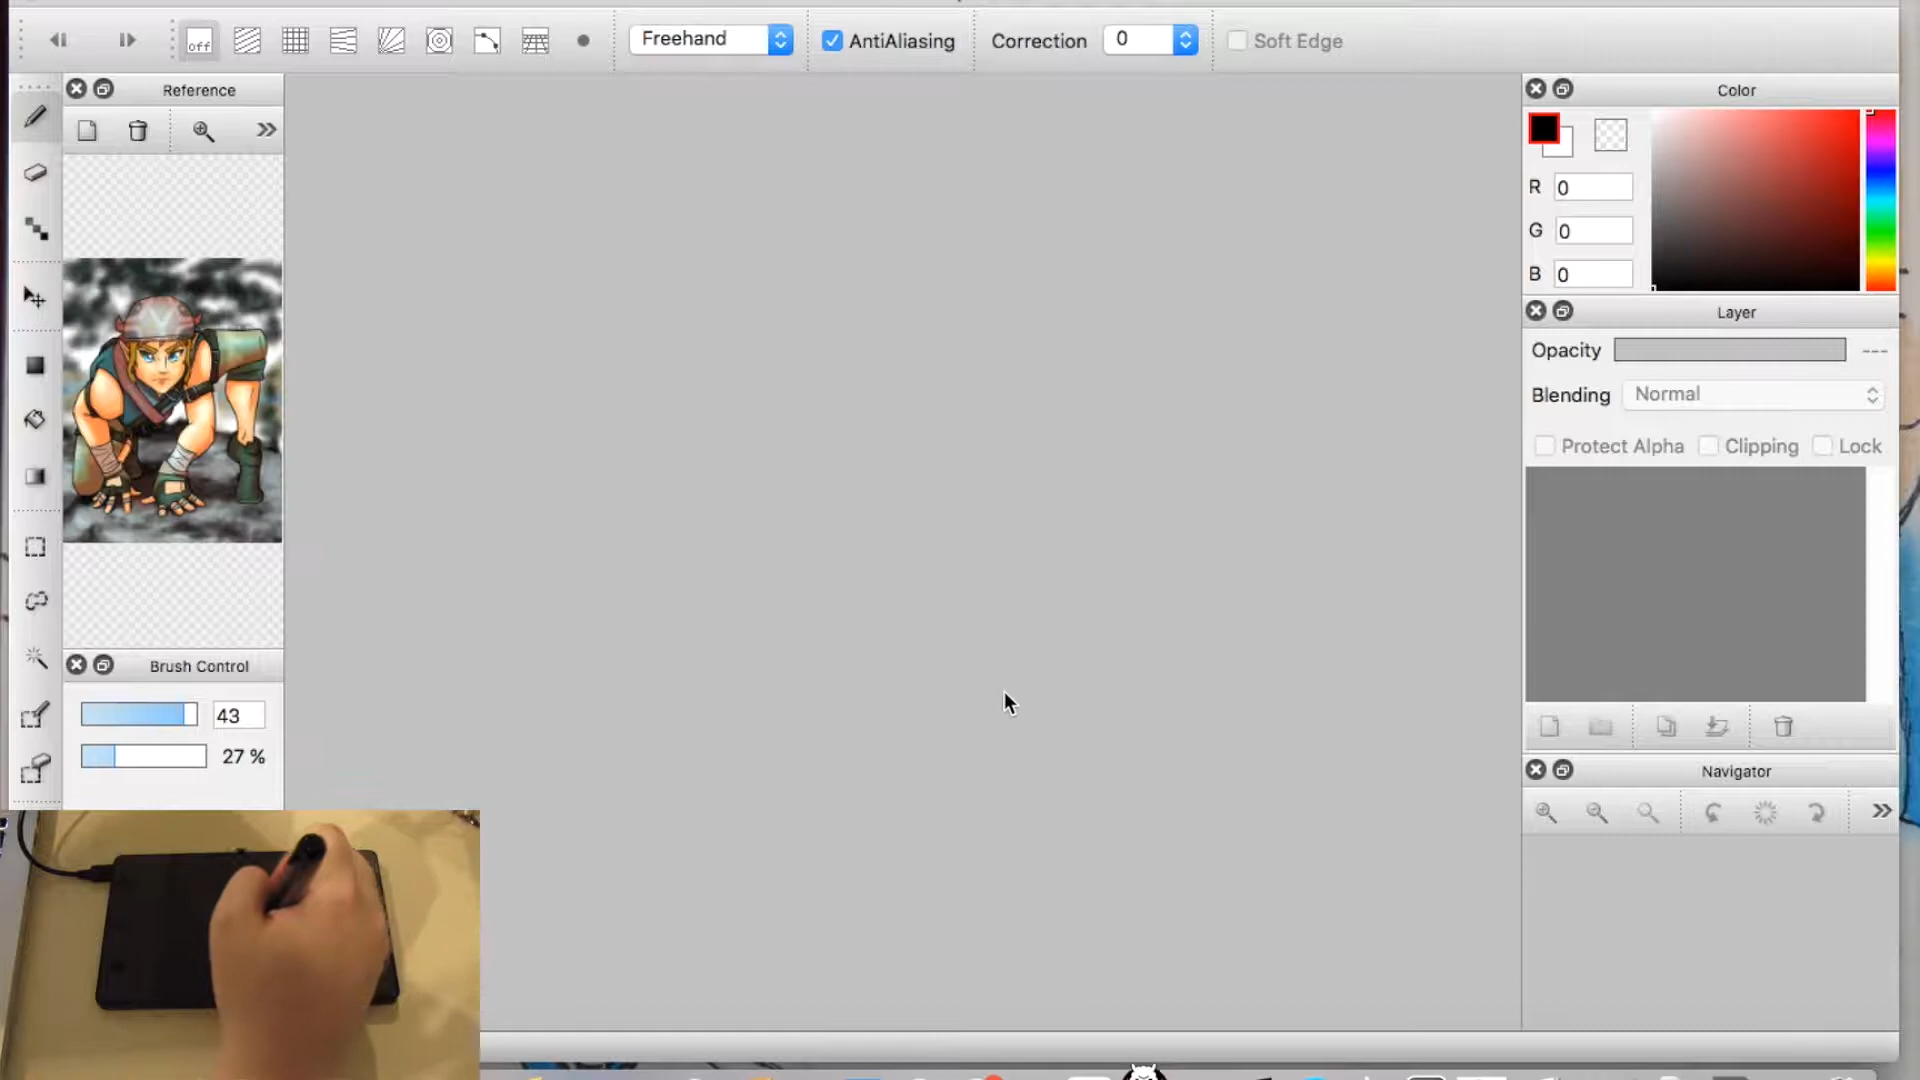 off
Freehand
AntiAliasing
Correction
0
Soft Edge
Reference
Color
R
0
G
0
B
0
Layer
Opacity
---
Blending
Normal
Protect Alpha
Clipping
Lock
Brush Control
43
27 %
Navigator